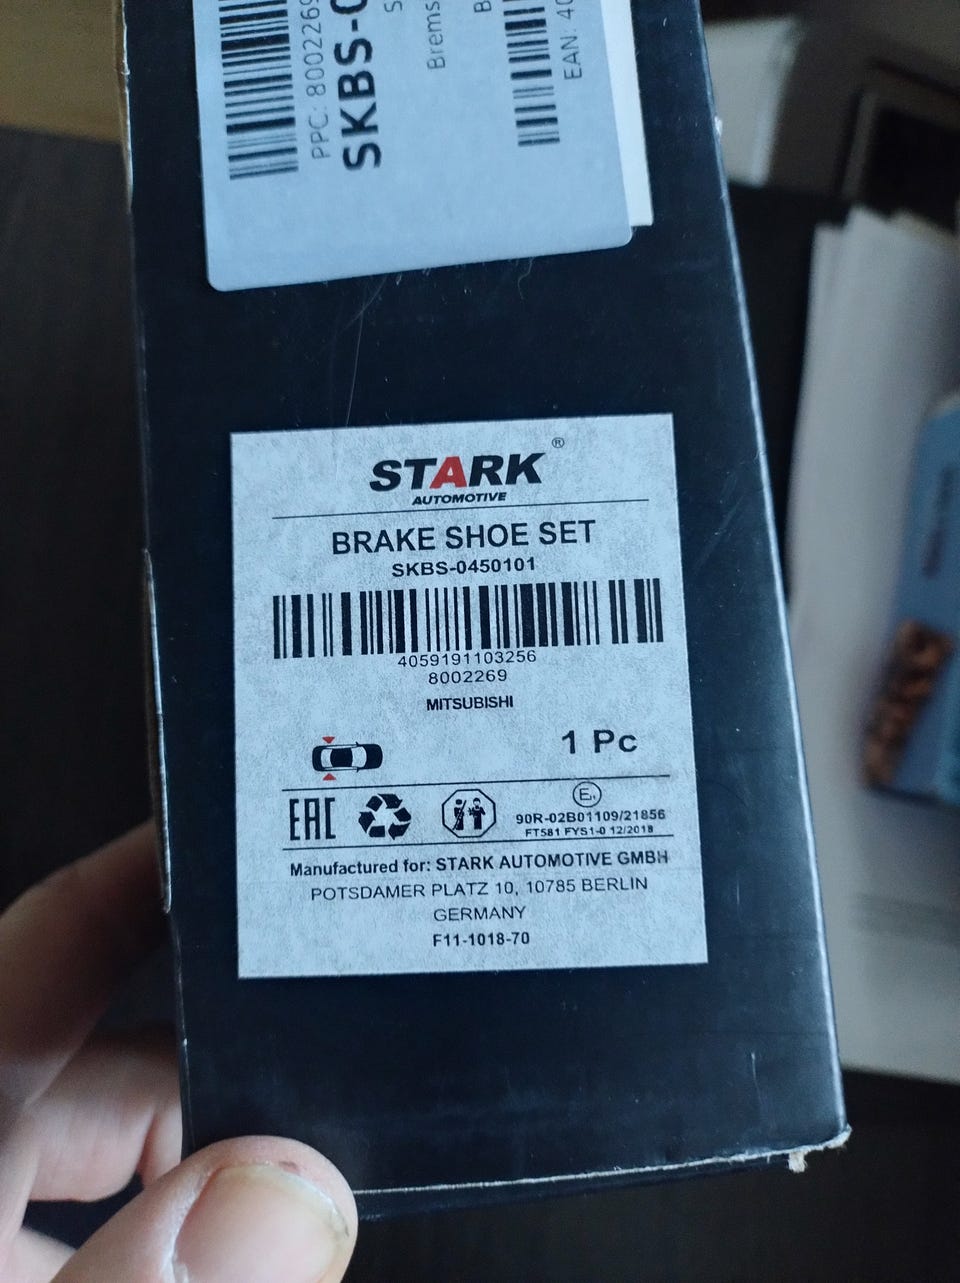 PPC: 8002269
SKBS-0
Brems
EAN: 40
STARK®
AUTOMOTIVE
BRAKE SHOE SET
SKBS-0450101
4059191103256
8002269
MITSUBISHI
1 Pc
EAC
90R-02B01109/21856
FT581 FYS1-0 12/2018
Manufactured for: STARK AUTOMOTIVE GMBH
POTSDAMER PLATZ 10, 10785 BERLIN
GERMANY
F11-1018-70